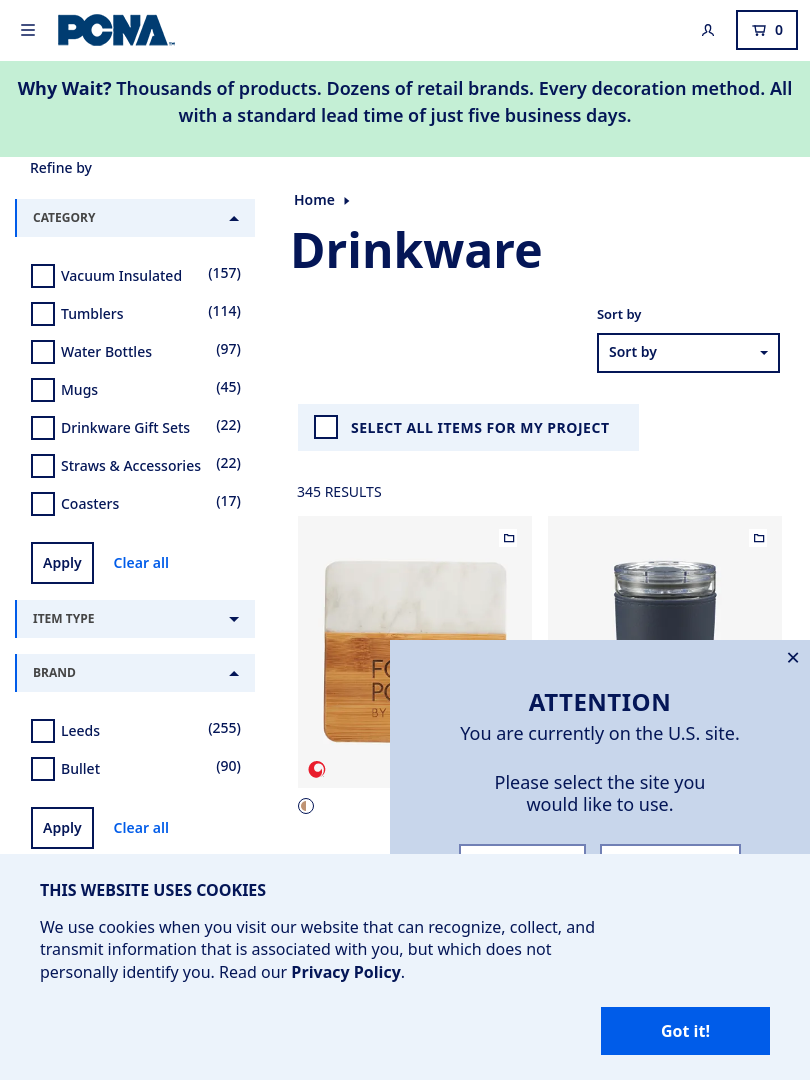 PCNA
0
Why Wait? Thousands of products. Dozens of retail brands. Every decoration method. All
with a standard lead time of just five business days.
Refine by
CATEGORY
Vacuum Insulated (157)
Tumblers (114)
Water Bottles (97)
Mugs (45)
Drinkware Gift Sets (22)
Straws & Accessories (22)
Coasters (17)
Apply Clear all
ITEM TYPE
BRAND
Leeds (255)
Bullet (90)
Apply Clear all
Home
Drinkware
Sort by
Sort by
SELECT ALL ITEMS FOR MY PROJECT
345 RESULTS
BY
ATTENTION
You are currently on the U.S. site.
Please select the site you
would like to use.
THIS WEBSITE USES COOKIES
We use cookies when you visit our website that can recognize, collect, and
transmit information that is associated with you, but which does not
personally identify you. Read our Privacy Policy.
Got it!